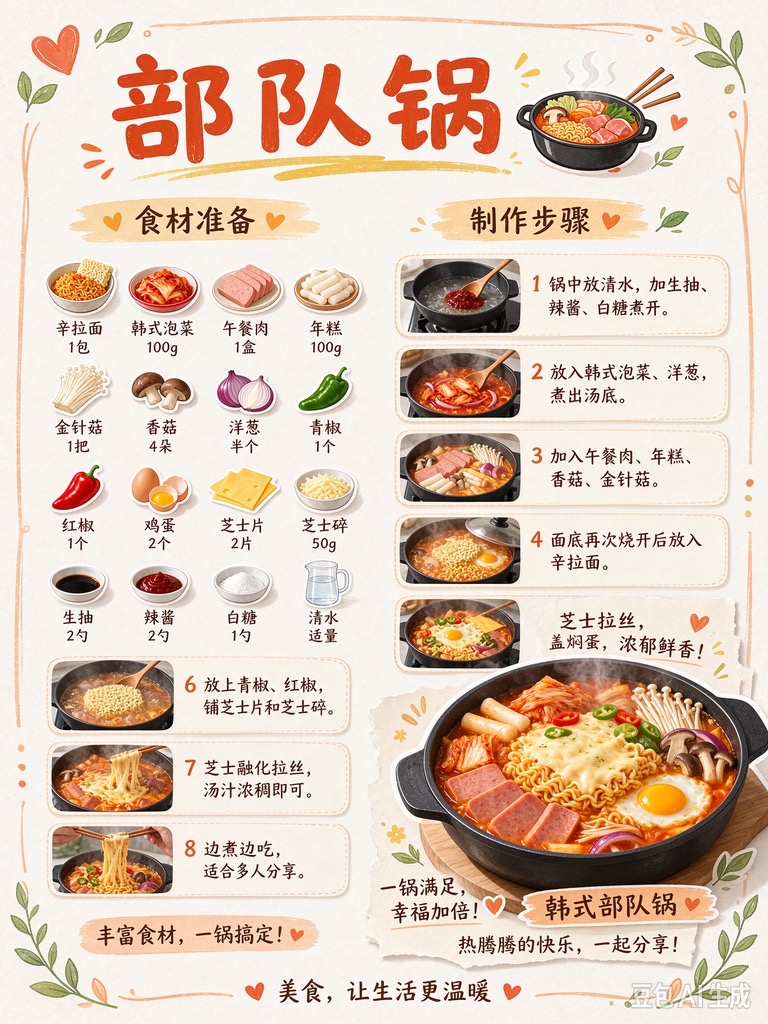 部队锅
食材准备
辛拉面
1包
韩式泡菜
100g
午餐肉
1盒
年糕
100g
金针菇
1把
香菇
4朵
洋葱
半个
青椒
1个
红椒
1个
鸡蛋
2个
芝士片
2片
芝士碎
50g
生抽
2勺
辣酱
2勺
白糖
1勺
清水
适量
制作步骤
1 锅中放清水，加生抽、
辣酱、白糖煮开。
2 放入韩式泡菜、洋葱，
煮出汤底。
3 加入午餐肉、年糕、
香菇、金针菇。
4 面底再次烧开后放入
辛拉面。
芝士拉丝，
盖焖蛋，浓郁鲜香！
6 放上青椒、红椒，
铺芝士片和芝士碎。
7 芝士融化拉丝，
汤汁浓稠即可。
8 边煮边吃，
适合多人分享。
丰富食材，一锅搞定！
一锅满足，
幸福加倍！
韩式部队锅
热腾腾的快乐，一起分享！
美食，让生活更温暖
豆包AI生成